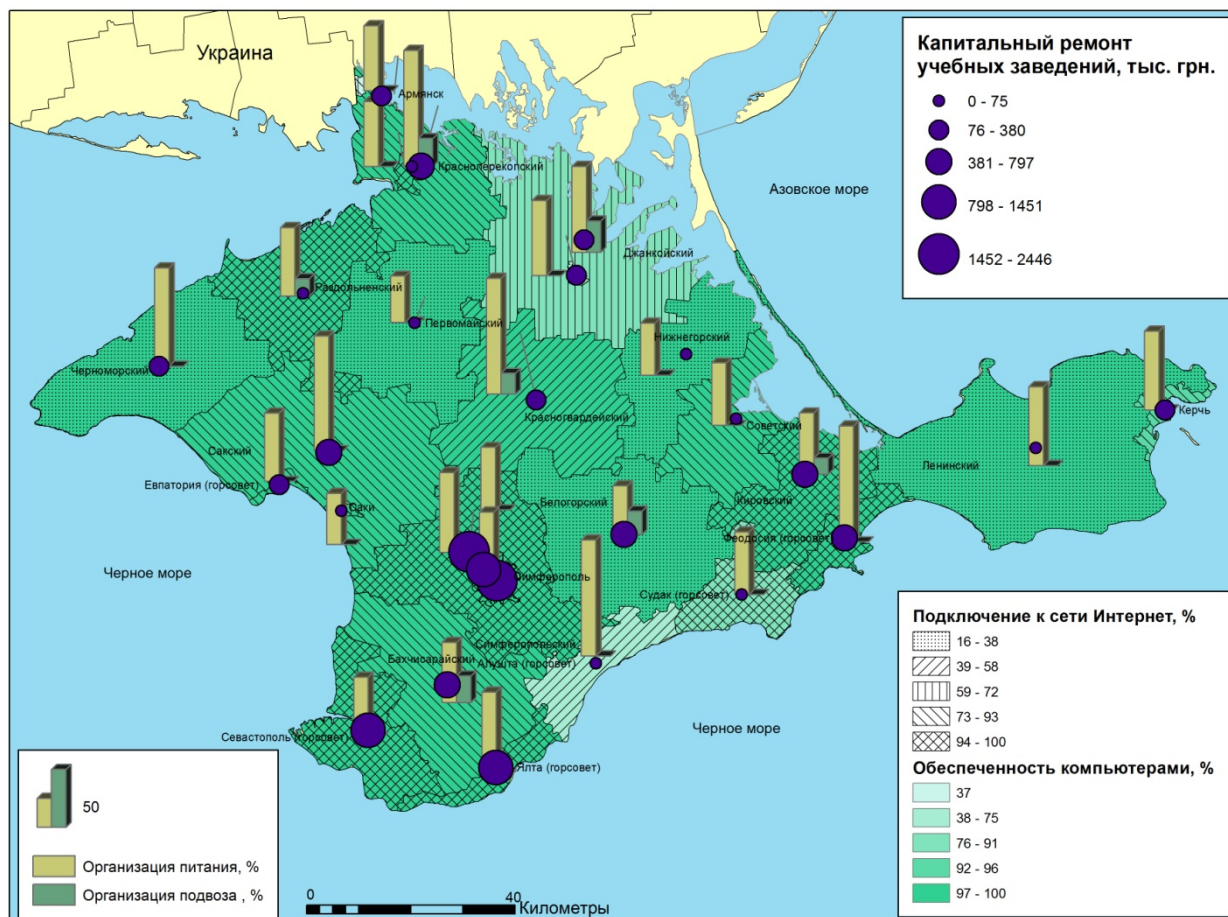 Украина
Капитальный ремонт
учебных заведений, тыс. грн.
0 - 75
76 - 380
381 - 797
798 - 1451
1452 - 2446
Армянск
Красноперекопский
Азовское море
Джанкойский
Раздольненский
Первомайский
Нижнегорский
Черноморский
Красногвардейский
Советский
Керчь
Сакский
Ленинский
Евпатория (горсовет)
Белогорский
Кировский
Саки
Феодосия (горсовет)
Черное море
Симферополь
Судак (горсовет)
Симферопольский
Бахчисарайский
Алушта (горсовет)
Севастополь (горсовет)
Черное море
Ялта (горсовет)
Подключение к сети Интернет, %
16 - 38
39 - 58
59 - 72
73 - 93
94 - 100
Обеспеченность компьютерами, %
37
38 - 75
76 - 91
92 - 96
97 - 100
50
Организация питания, %
Организация подвоза , %
0
40
Километры